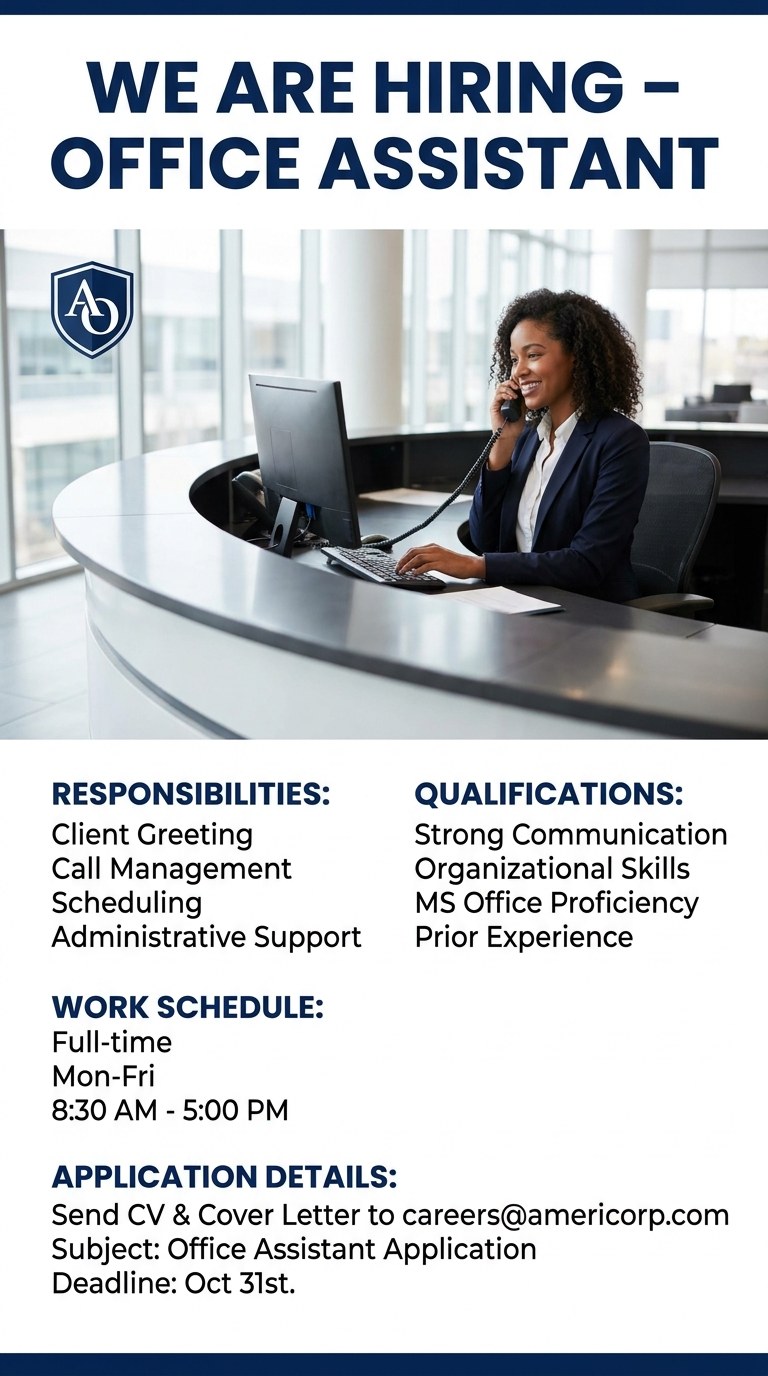 WE ARE HIRING –
OFFICE ASSISTANT
AO
RESPONSIBILITIES:
Client Greeting
Call Management
Scheduling
Administrative Support
QUALIFICATIONS:
Strong Communication
Organizational Skills
MS Office Proficiency
Prior Experience
WORK SCHEDULE:
Full-time
Mon-Fri
8:30 AM - 5:00 PM
APPLICATION DETAILS:
Send CV & Cover Letter to careers@americorp.com
Subject: Office Assistant Application
Deadline: Oct 31st.